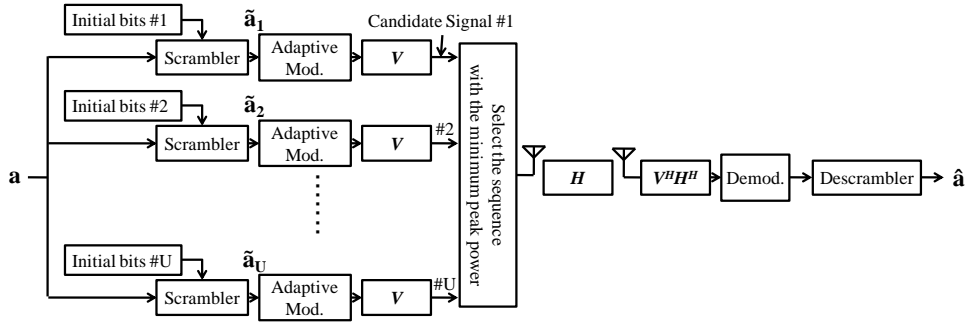 Initial bits #1
ã₁
Candidate Signal #1
Scrambler
Adaptive
Mod.
V
Initial bits #2
ã₂
Scrambler
Adaptive
Mod.
V
#2
Select the sequence
with the minimum peak power
a
H
VᴴHᴴ
Demod.
Descrambler
â
Initial bits #U
ã_U
Scrambler
Adaptive
Mod.
V
#U